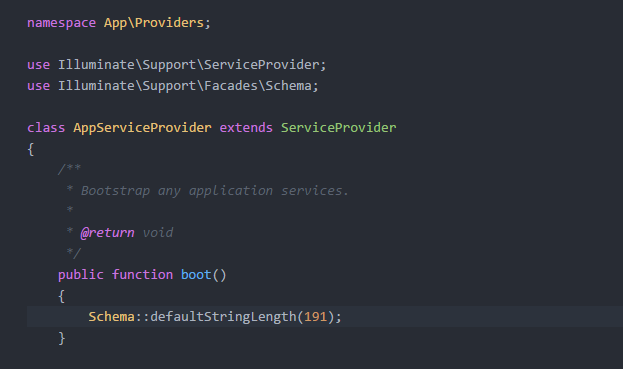 namespace App\Providers;
use Illuminate\Support\ServiceProvider;
use Illuminate\Support\Facades\Schema;
class AppServiceProvider extends ServiceProvider
{
/**
* Bootstrap any application services.
*
* @return void
*/
public function boot()
{
Schema::defaultStringLength(191);
}